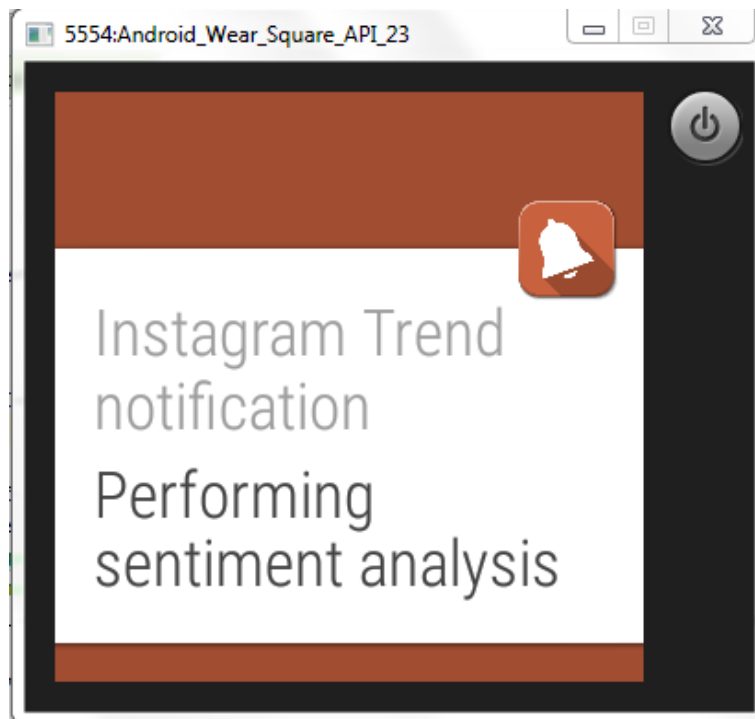 5554:Android_Wear_Square_API_23
Instagram Trend
notification
Performing
sentiment analysis